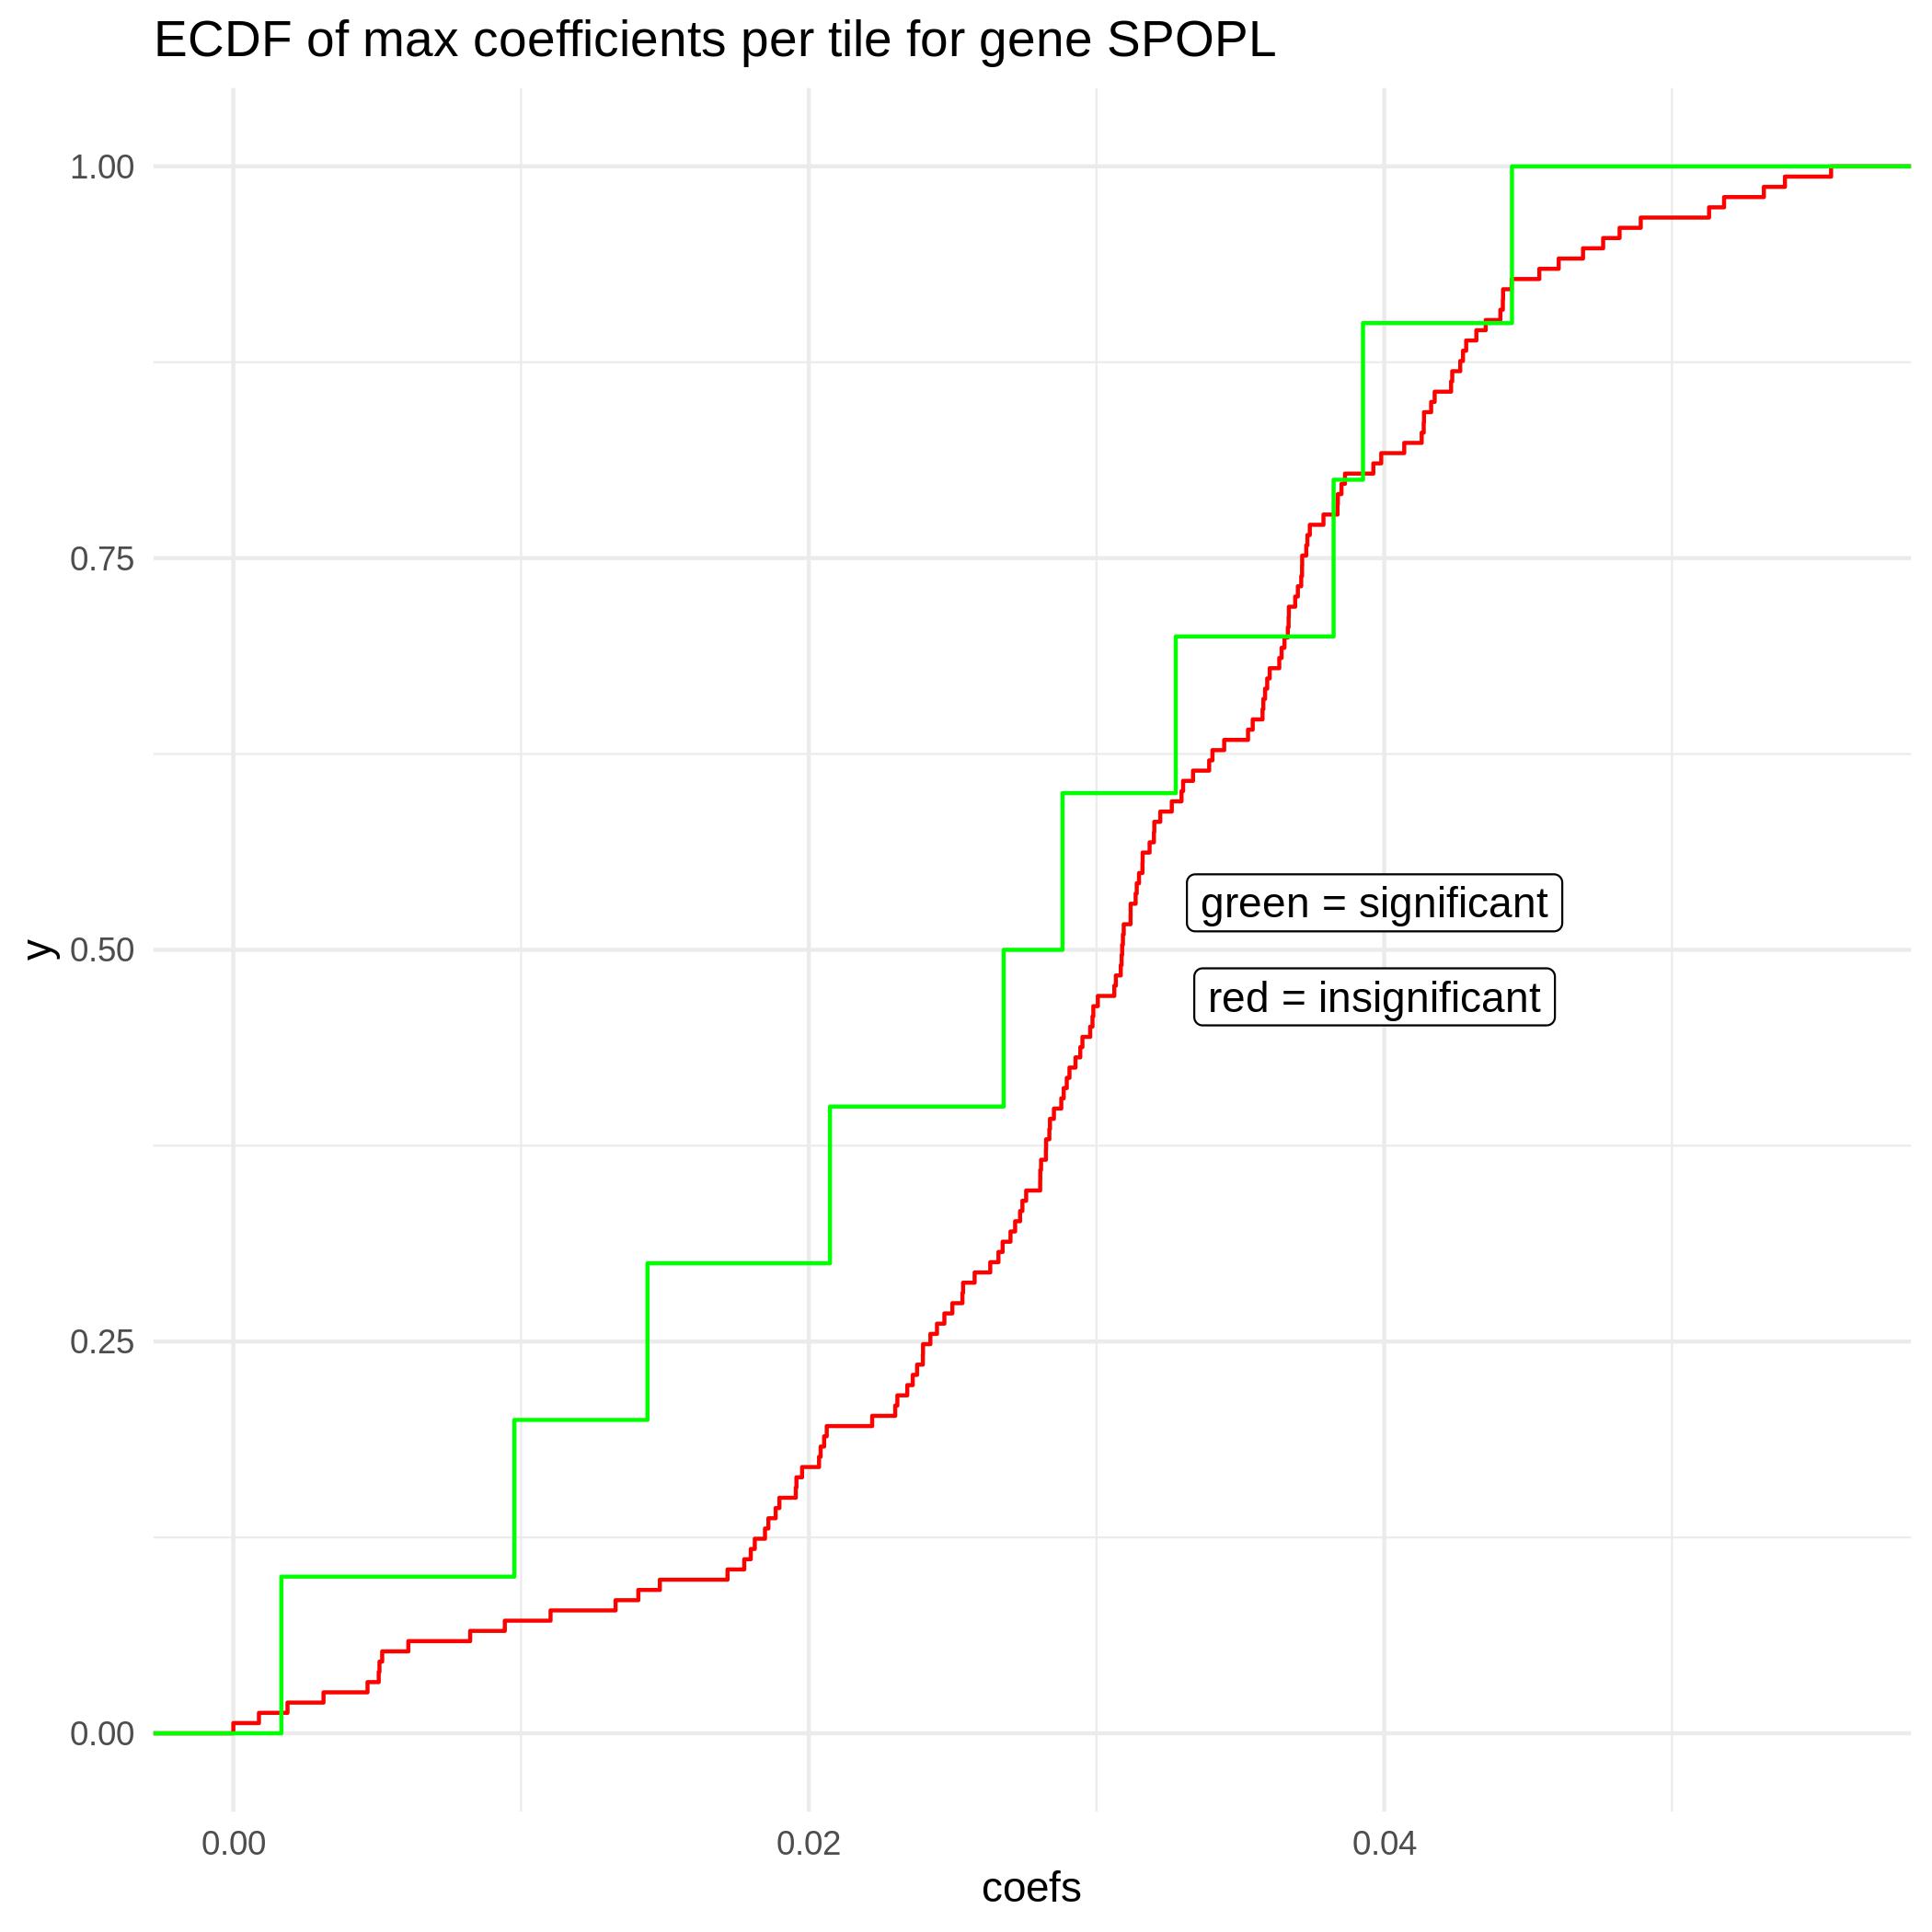 ECDF of max coefficients per tile for gene SPOPL
1.00
0.75
0.50
0.25
0.00
y
green = significant
red = insignificant
0.00 0.02 0.04
coefs